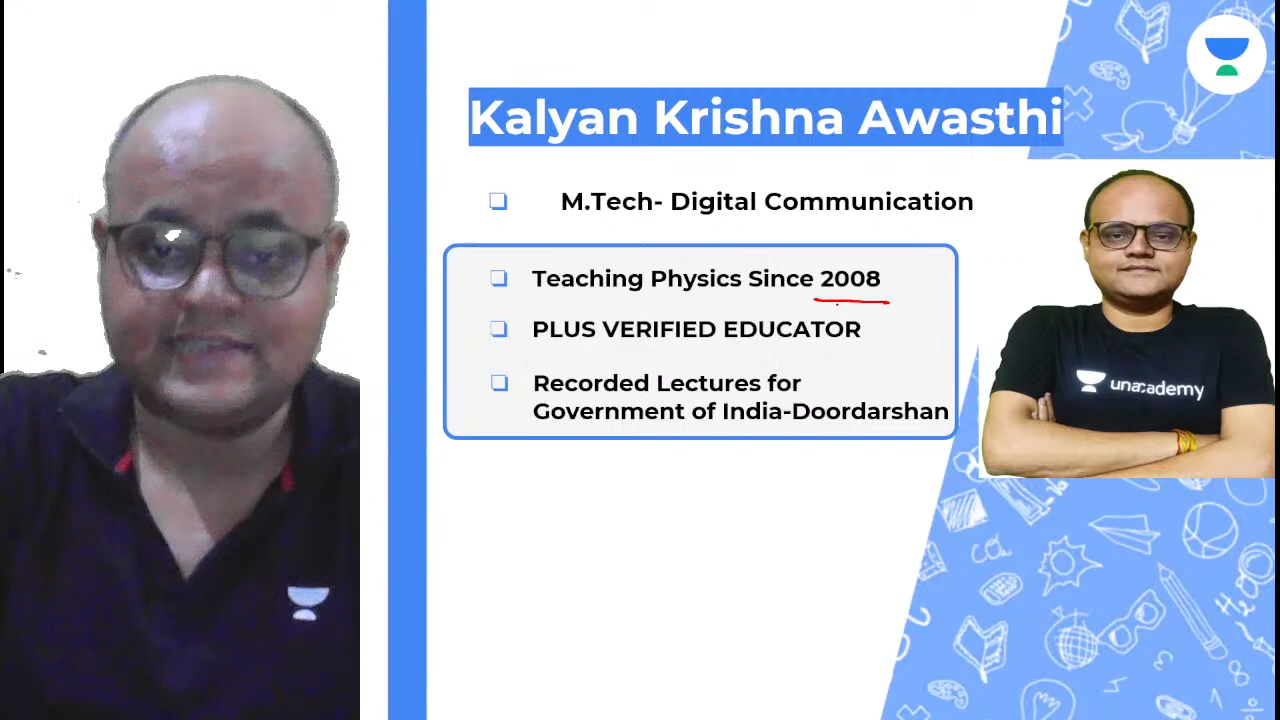 Kalyan Krishna Awasthi
M.Tech- Digital Communication
Teaching Physics Since 2008
PLUS VERIFIED EDUCATOR
Recorded Lectures for
Government of India-Doordarshan
unacademy